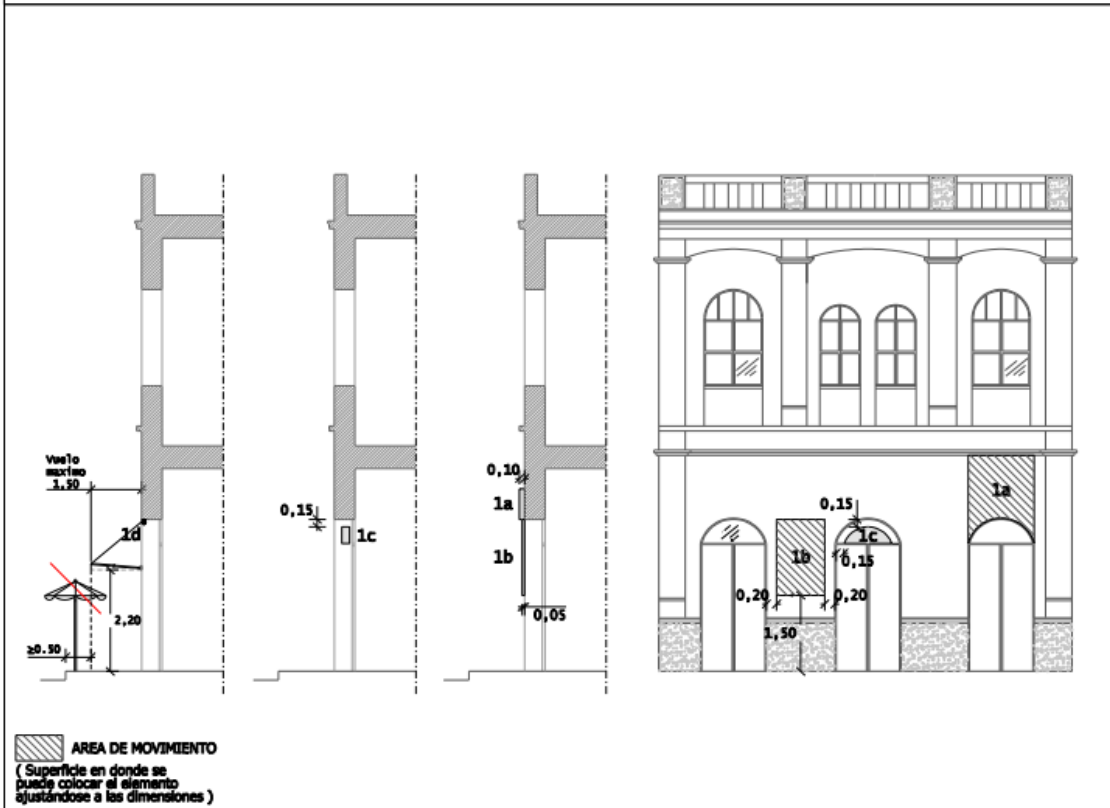 Vuelo
maximo
1,50
1d
2,20
≥0.50
0,15
1c
0,10
1a
1b
0,05
1a
0,15
1c
1b
0,15
0,20
0,20
1,50
AREA DE MOVIMIENTO
( Superficie en donde se
puede colocar el elemento
ajustándose a las dimensiones )